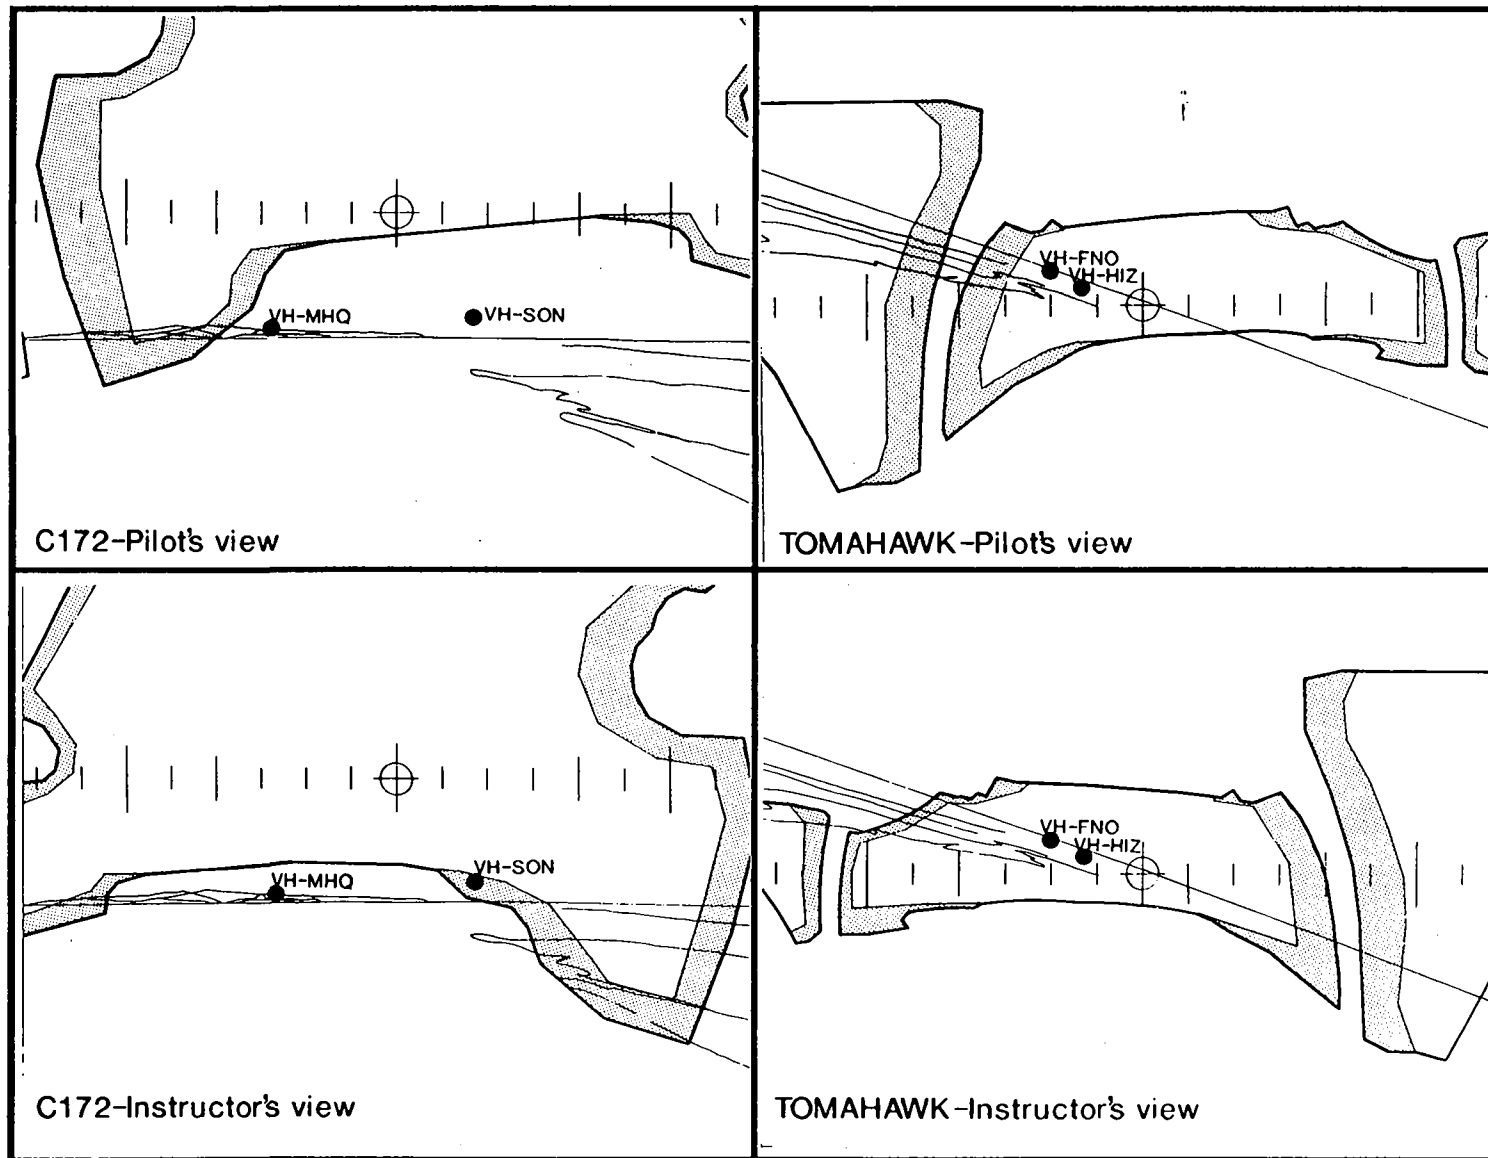 VH-MHQ
VH-SON
C172-Pilot's view
VH-FNO
VH-HIZ
TOMAHAWK-Pilot's view
VH-MHQ
VH-SON
C172-Instructor's view
VH-FNO
VH-HIZ
TOMAHAWK-Instructor's view